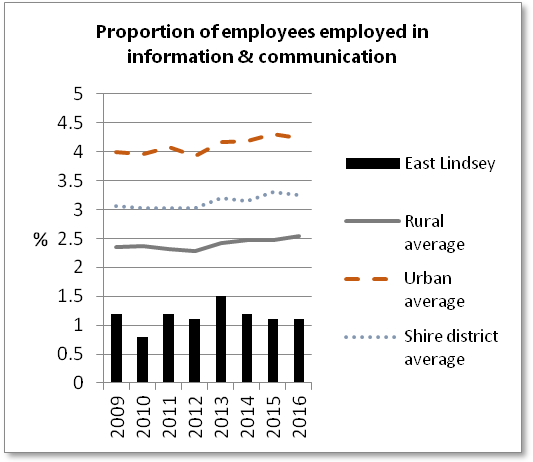 Proportion of employees employed in
information & communication
5
4.5
4
3.5
3
2.5
2
1.5
1
0.5
0
%
2009 2010 2011 2012 2013 2014 2015 2016
East Lindsey
Rural
average
Urban
average
Shire district
average